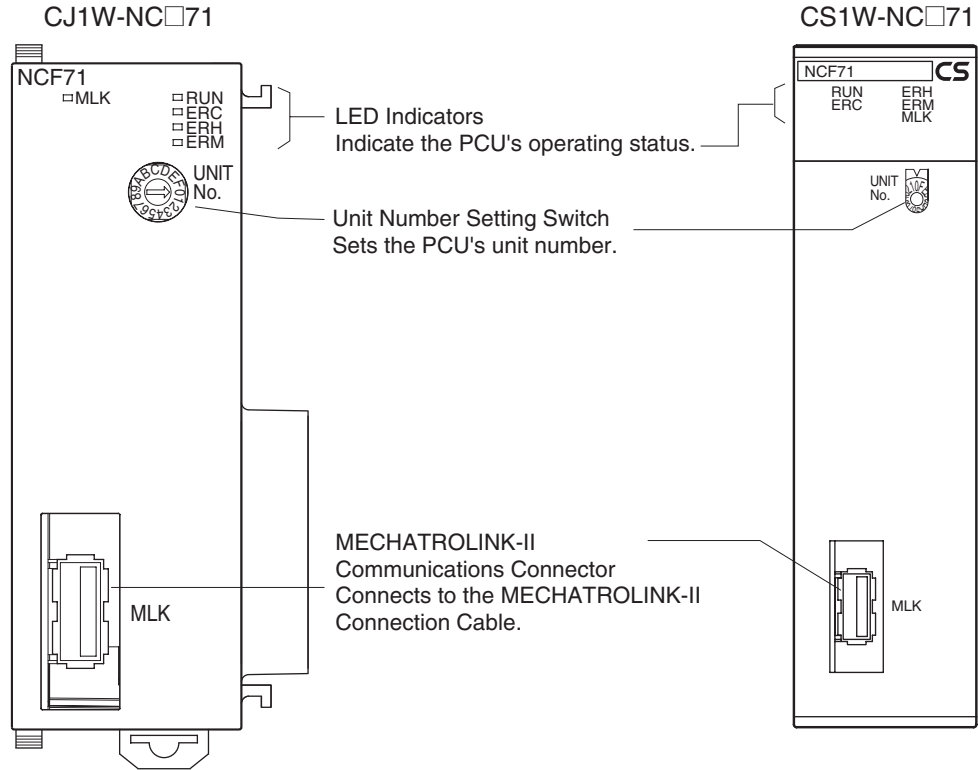 CJ1W-NC□71
CS1W-NC□71
NCF71
MLK
RUN
ERC
ERH
ERM
89ABCDEF01234567
UNIT
No.
LED Indicators
Indicate the PCU's operating status.
Unit Number Setting Switch
Sets the PCU's unit number.
MECHATROLINK-II
Communications Connector
Connects to the MECHATROLINK-II
Connection Cable.
MLK
NCF71
CS
RUN
ERC
ERH
ERM
MLK
UNIT
No.
MLK